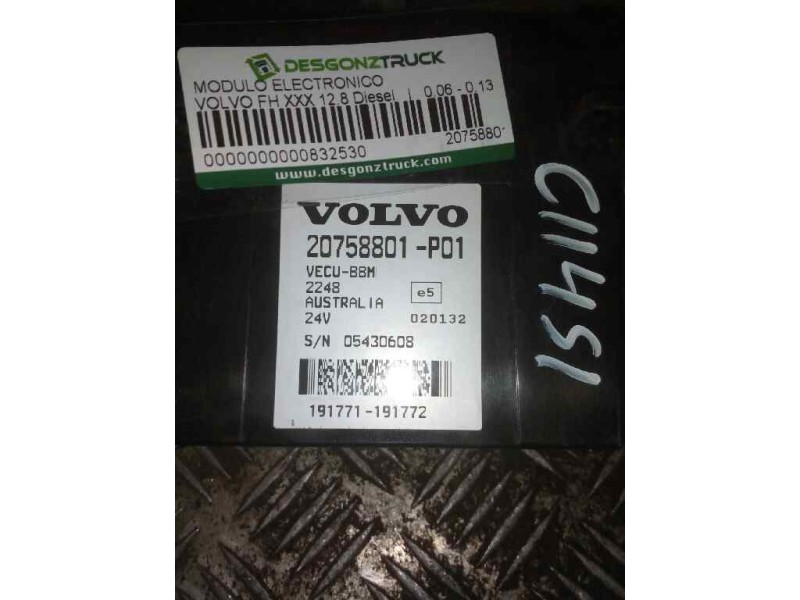 DESGONZTRUCK
MODULO ELECTRONICO
VOLVO FH XXX 12.8 Diesel | 0.06 - 0.13
0000000000832530
2075880
www.desgonztruck.com
VOLVO
20758801-P01
VECU-BBM
2248
e5
AUSTRALIA
24V
020132
S/N 05430608
191771-191772
C114S1